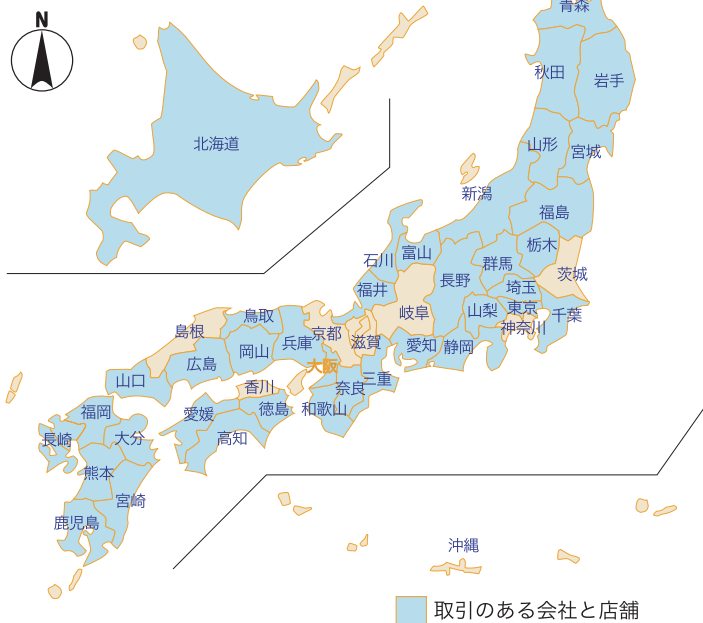 N
青森
秋田
岩手
北海道
山形
宮城
新潟
福島
栃木
石川
富山
群馬
茨城
福井
長野
埼玉
岐阜
山梨
東京
千葉
神奈川
鳥取
島根
京都
滋賀
兵庫
岡山
愛知
静岡
広島
大阪
山口
香川
奈良
三重
福岡
愛媛
徳島
和歌山
長崎
大分
高知
熊本
宮崎
鹿児島
沖縄
取引のある会社と店舗